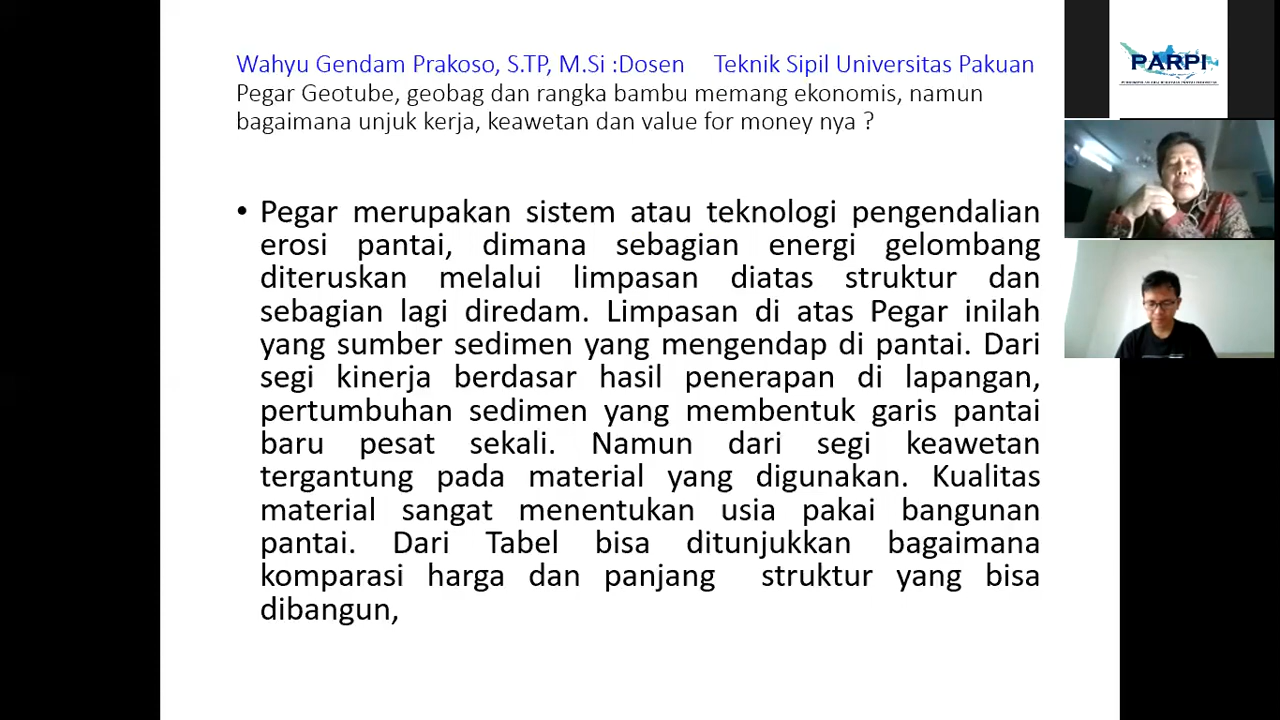 Wahyu Gendam Prakoso, S.TP, M.Si :Dosen Teknik Sipil Universitas Pakuan
Pegar Geotube, geobag dan rangka bambu memang ekonomis, namun
bagaimana unjuk kerja, keawetan dan value for money nya ?
• Pegar merupakan sistem atau teknologi pengendalian
erosi pantai, dimana sebagian energi gelombang
diteruskan melalui limpasan diatas struktur dan
sebagian lagi diredam. Limpasan di atas Pegar inilah
yang sumber sedimen yang mengendap di pantai. Dari
segi kinerja berdasar hasil penerapan di lapangan,
pertumbuhan sedimen yang membentuk garis pantai
baru pesat sekali. Namun dari segi keawetan
tergantung pada material yang digunakan. Kualitas
material sangat menentukan usia pakai bangunan
pantai. Dari Tabel bisa ditunjukkan bagaimana
komparasi harga dan panjang struktur yang bisa
dibangun,
PARPI